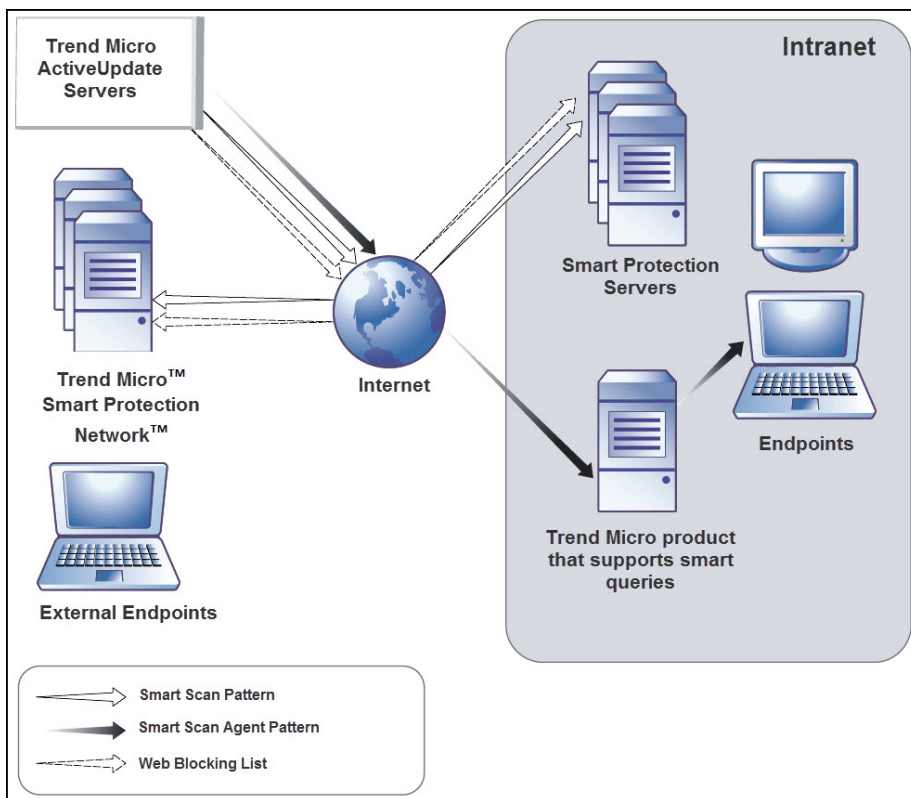 Trend Micro
ActiveUpdate
Servers
Intranet
Smart Protection
Servers
Internet
Trend Micro™
Smart Protection
Network™
Endpoints
Trend Micro product
that supports smart
queries
External Endpoints
Smart Scan Pattern
Smart Scan Agent Pattern
Web Blocking List